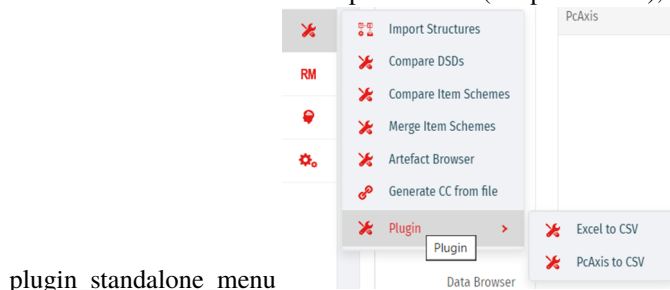 PcAxis
Import Structures
Compare DSDs
RM
Compare Item Schemes
Merge Item Schemes
Artefact Browser
Generate CC from file
Plugin
Excel to CSV
Plugin
PcAxis to CSV
plugin standalone menu
Data Browser